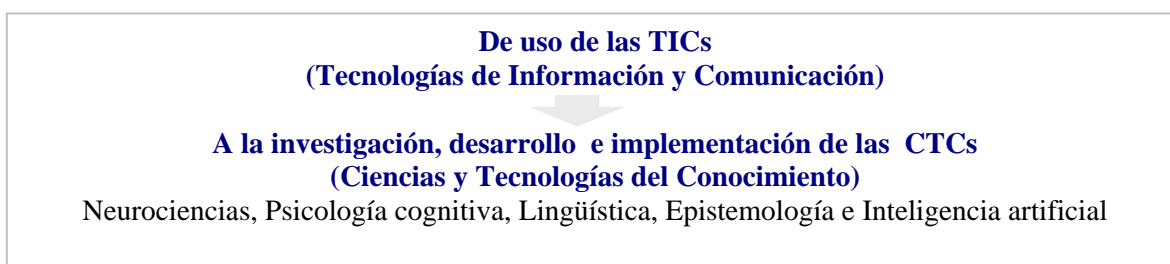 De uso de las TICs
(Tecnologías de Información y Comunicación)
A la investigación, desarrollo e implementación de las CTCs
(Ciencias y Tecnologías del Conocimiento)
Neurociencias, Psicología cognitiva, Lingüística, Epistemología e Inteligencia artificial